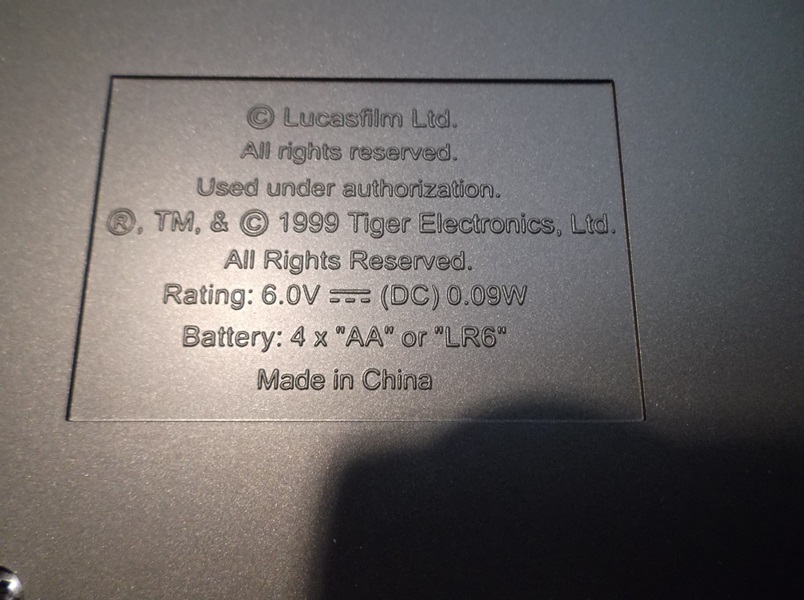 © Lucasfilm Ltd.
All rights reserved.
Used under authorization.
®, TM, & © 1999 Tiger Electronics, Ltd.
All Rights Reserved.
Rating: 6.0V ⎓ (DC) 0.09W
Battery: 4 x "AA" or "LR6"
Made in China